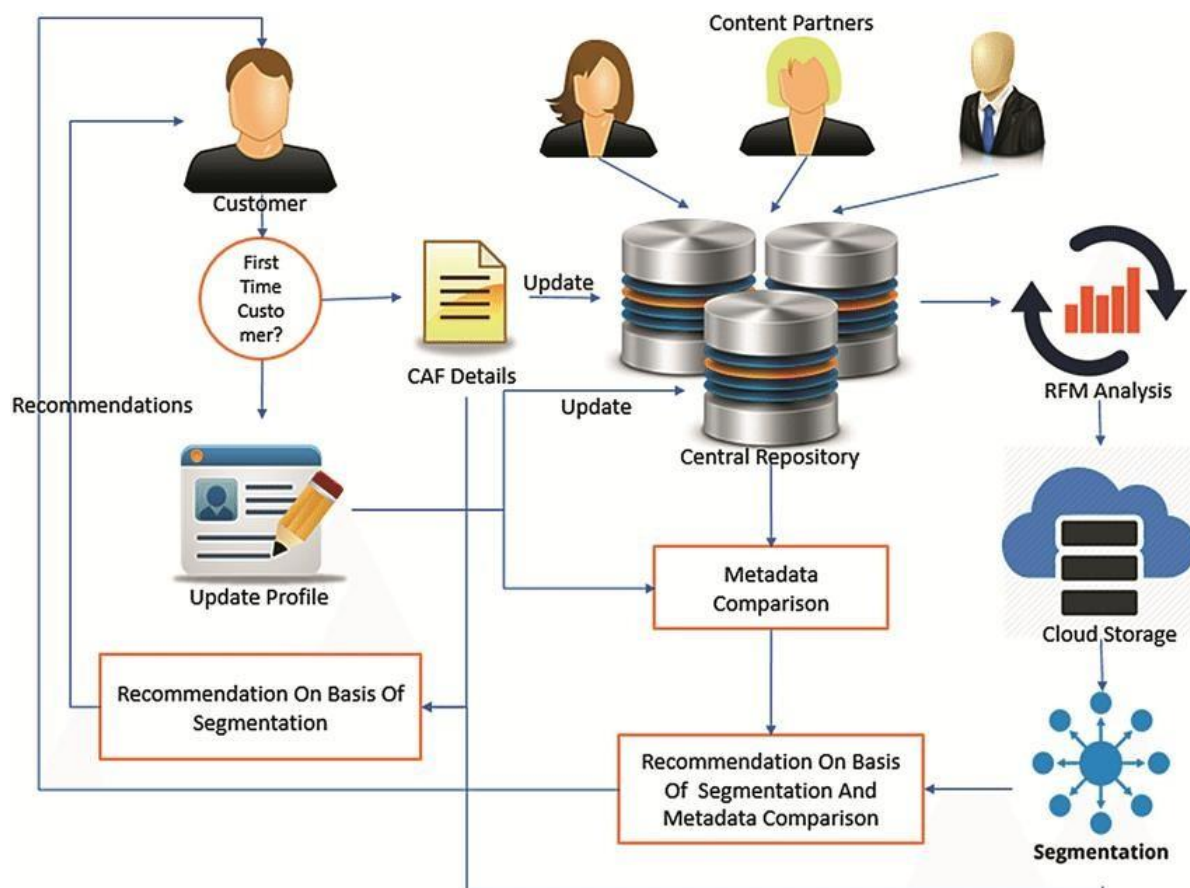 Content Partners
Customer
First
Time
Custo
mer?
Update
CAF Details
Update
RFM Analysis
Recommendations
Central Repository
Update Profile
Metadata
Comparison
Cloud Storage
Recommendation On Basis Of
Segmentation
Recommendation On Basis
Of Segmentation And
Metadata Comparison
Segmentation